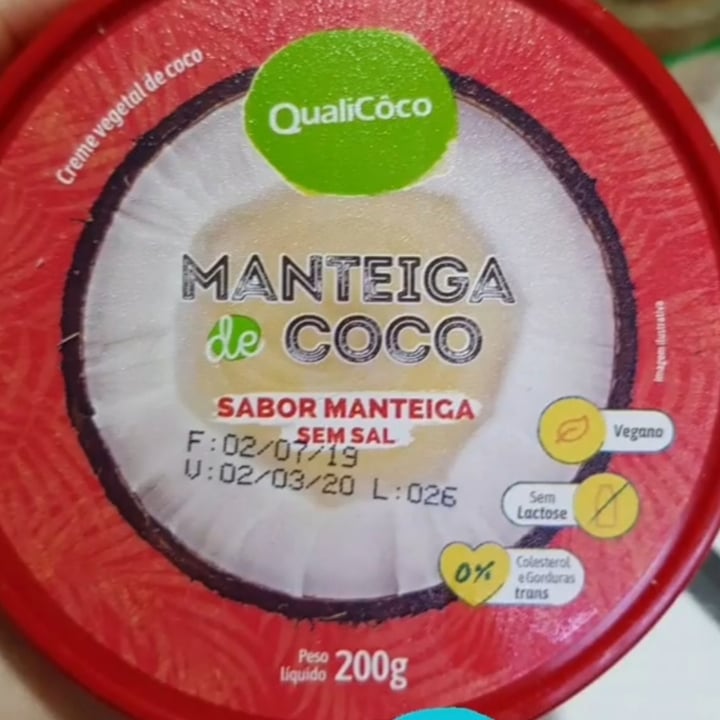 Creme vegetal de coco
QualiCôco
MANTEIGA
de COCO
SABOR MANTEIGA
SEM SAL
F:02/07/19
V:02/03/20 L:026
Imagem ilustrativa
Vegano
Sem
Lactose
0%
Colesterol
e Gorduras
trans
Peso
líquido 200g